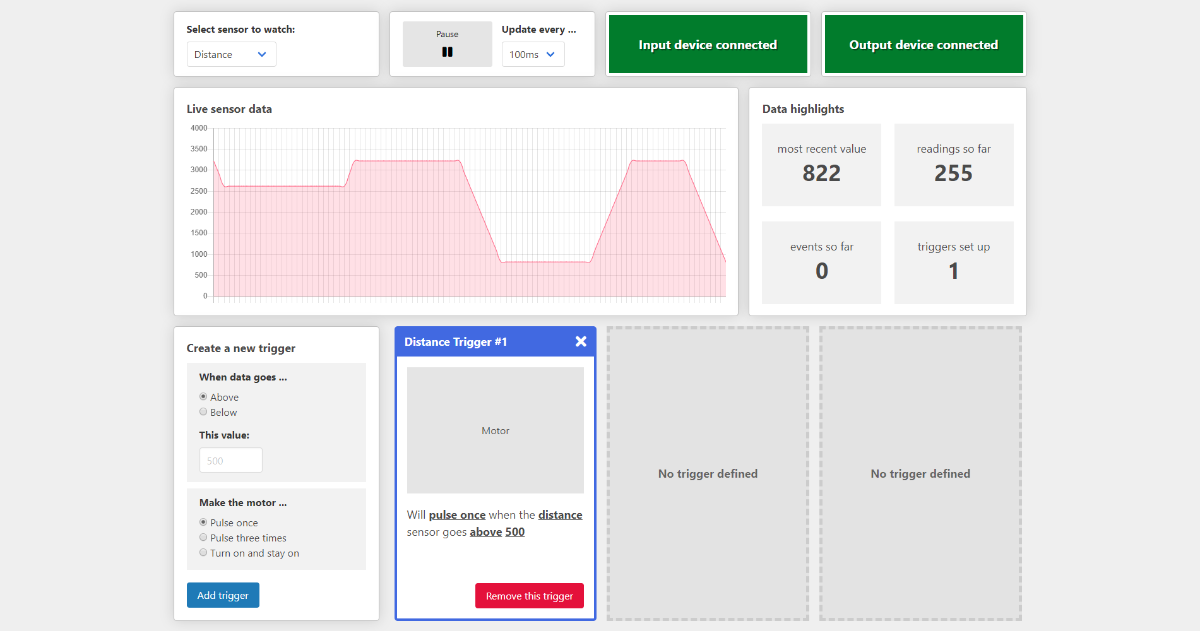 Select sensor to watch:
Distance
Pause
Update every ...
100ms
Input device connected
Output device connected
Live sensor data
4000
3500
3000
2500
2000
1500
1000
500
0
Data highlights
most recent value
822
readings so far
255
events so far
0
triggers set up
1
Create a new trigger
When data goes ...
Above
Below
This value:
500
Make the motor ...
Pulse once
Pulse three times
Turn on and stay on
Add trigger
Distance Trigger #1
Motor
Will pulse once when the distance
sensor goes above 500
Remove this trigger
No trigger defined
No trigger defined